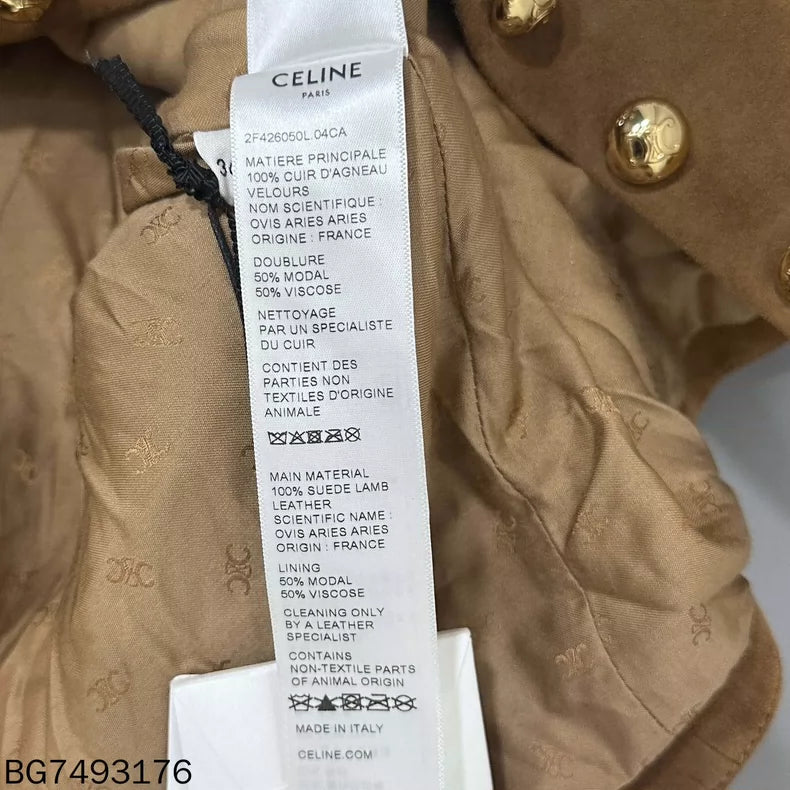 CELINE
PARIS
2F426050L.04CA
36
MATIERE PRINCIPALE
100% CUIR D'AGNEAU
VELOURS
NOM SCIENTIFIQUE :
OVIS ARIES ARIES
ORIGINE : FRANCE
DOUBLURE
50% MODAL
50% VISCOSE
NETTOYAGE
PAR UN SPECIALISTE
DU CUIR
CONTIENT DES
PARTIES NON
TEXTILES D'ORIGINE
ANIMALE
MAIN MATERIAL
100% SUEDE LAMB
LEATHER
SCIENTIFIC NAME :
OVIS ARIES ARIES
ORIGIN : FRANCE
LINING
50% MODAL
50% VISCOSE
CLEANING ONLY
BY A LEATHER
SPECIALIST
CONTAINS
NON-TEXTILE PARTS
OF ANIMAL ORIGIN
MADE IN ITALY
CELINE.COM
BG7493176